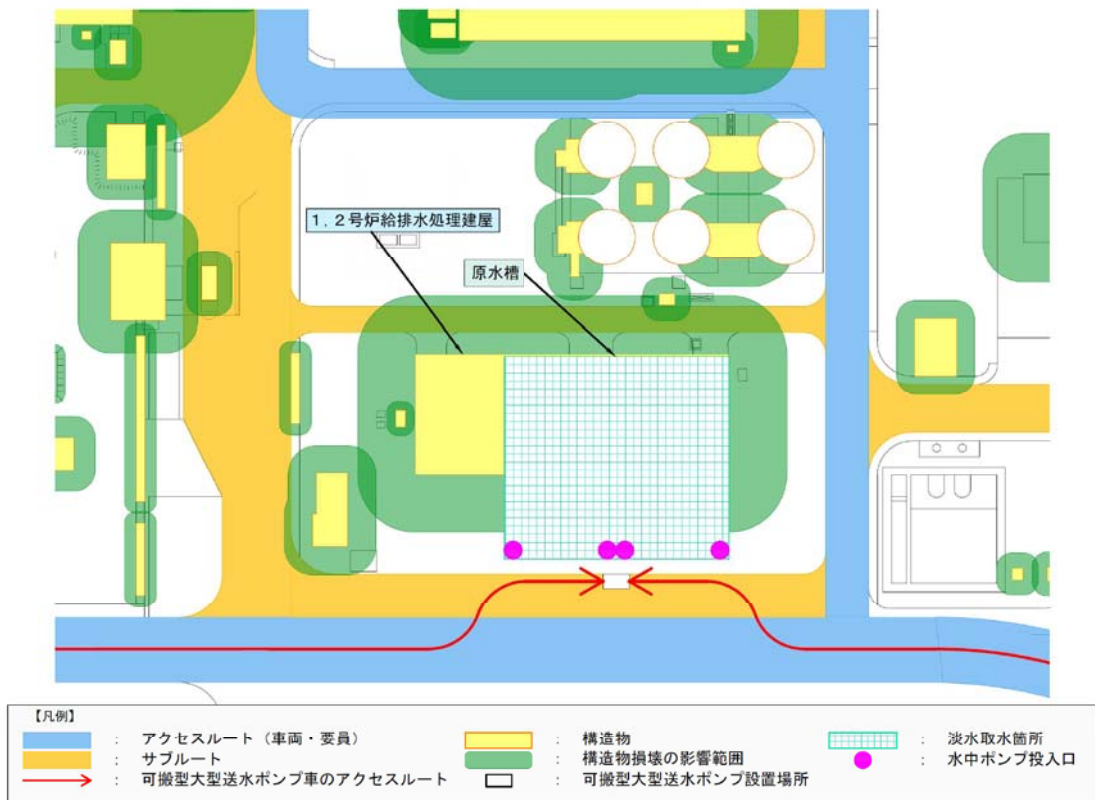 1,2号炉給排水処理建屋
原水槽
【凡例】
: アクセスルート（車両・要員）
: サブルート
: 可搬型大型送水ポンプ車のアクセスルート
: 構造物
: 構造物損壊の影響範囲
: 可搬型大型送水ポンプ設置場所
: 淡水取水箇所
: 水中ポンプ投入口